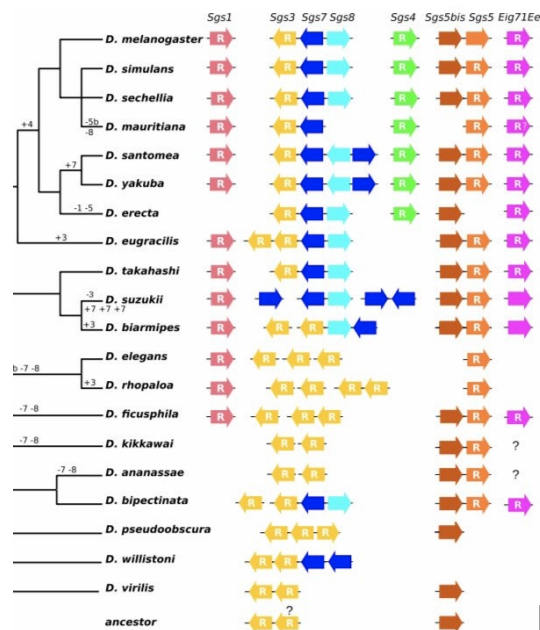 Sgs1 Sgs3 Sgs7 Sgs8 Sgs4 Sgs5bis Sgs5 Eig71Ee
D. melanogaster R R R R R
D. simulans R R R R R
+4 D. sechellia R R R R R
-5b
-8 D. mauritiana R R R R R?
+7 D. santomea R R R R R
D. yakuba R R R R R
-1 -5 D. erecta R R R
+3 D. eugracilis R R R R R
D. takahashi R R R R
-3 D. suzukii R R
+7 +7 +7
+3 D. biarmipes R R R R
D. elegans R R R R R
b -7 -8
+3 D. rhopaloa R R R R R R
-7 -8 D. ficusphila R R R R R R
-7 -8 D. kikkawai R R R ?
-7 -8 D. ananassae R R R ?
D. bipectinata R R R R
D. pseudoobscura R R R
D. willistoni R R
D. virilis R R
?
ancestor R R